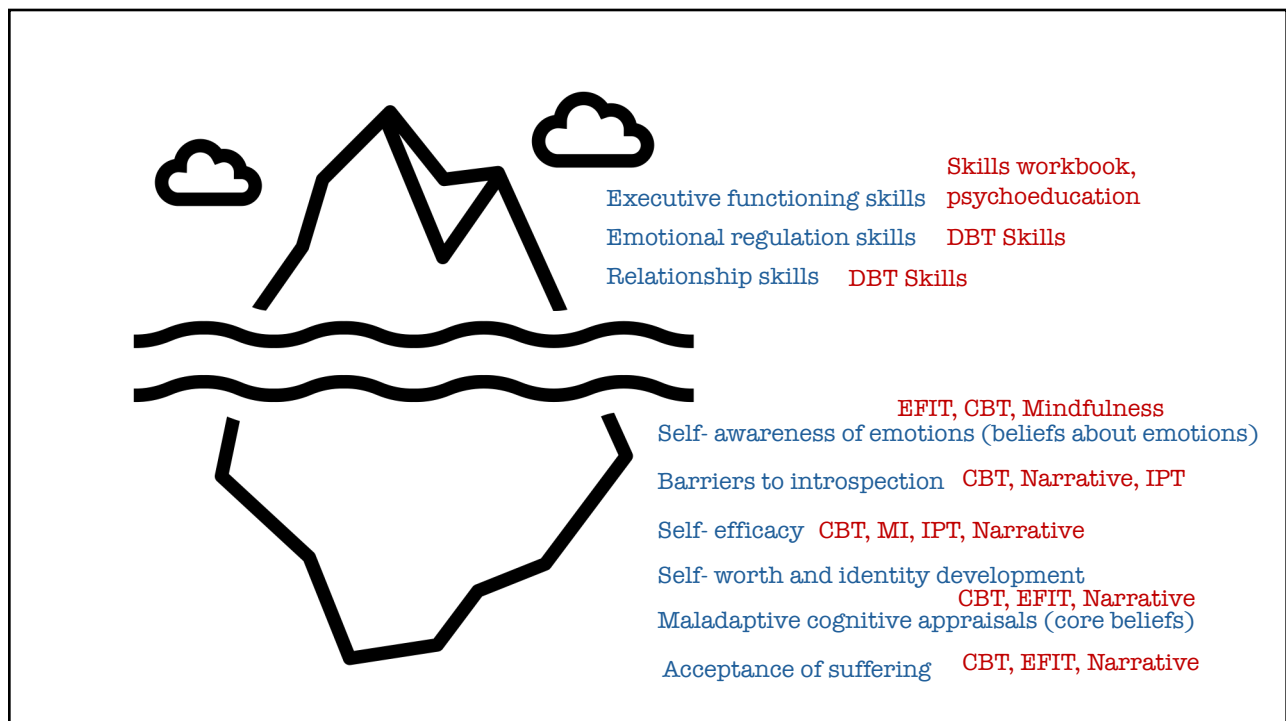 Skills workbook,
Executive functioning skills psychoeducation
Emotional regulation skills DBT Skills
Relationship skills DBT Skills
EFIT, CBT, Mindfulness
Self- awareness of emotions (beliefs about emotions)
Barriers to introspection CBT, Narrative, IPT
Self- efficacy CBT, MI, IPT, Narrative
Self- worth and identity development
CBT, EFIT, Narrative
Maladaptive cognitive appraisals (core beliefs)
Acceptance of suffering CBT, EFIT, Narrative